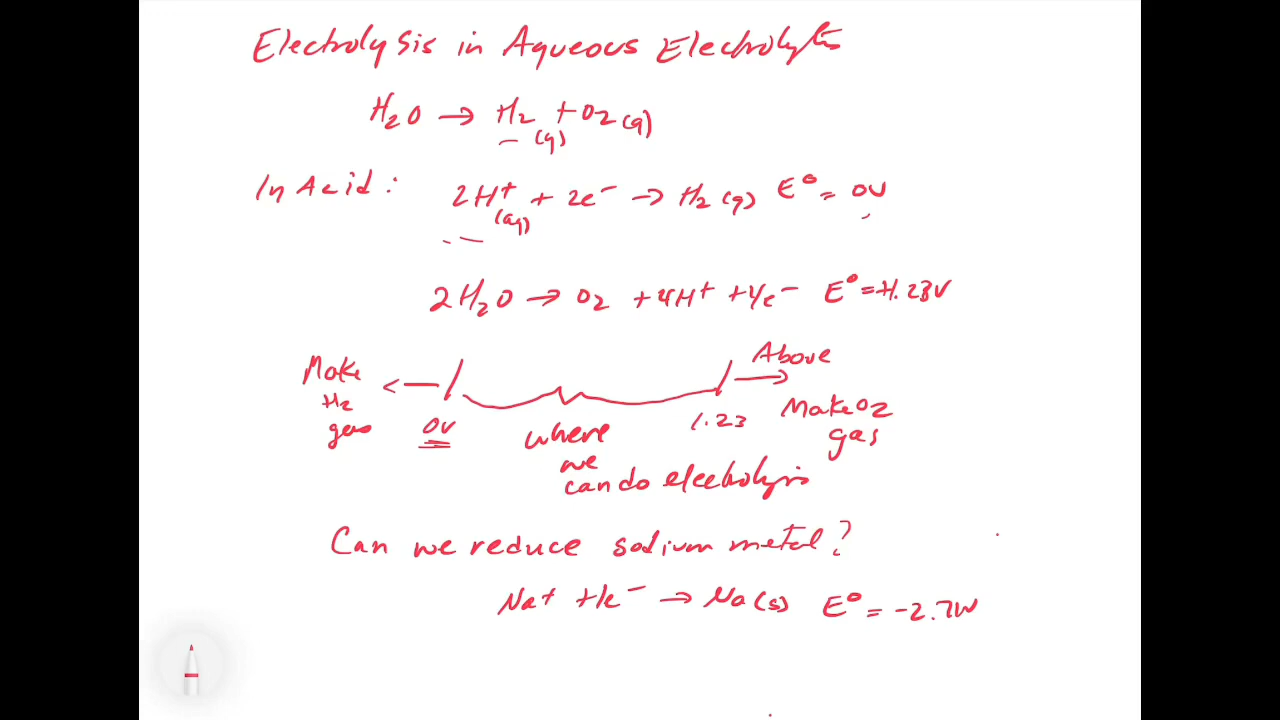 Electrolysis in Aqueous Electrolytes
H₂O → H₂ (g) + O₂ (g)
In Acid: 2H⁺ (aq) + 2e⁻ → H₂ (g) E° = 0V
2H₂O → O₂ + 4H⁺ + 4e⁻ E° = +1.23V
Make H₂ gas ← 0V
where we can do electrolysis
1.23 → Above Make O₂ gas
Can we reduce sodium metal?
Na⁺ + 1e⁻ → Na (s) E° = -2.71V